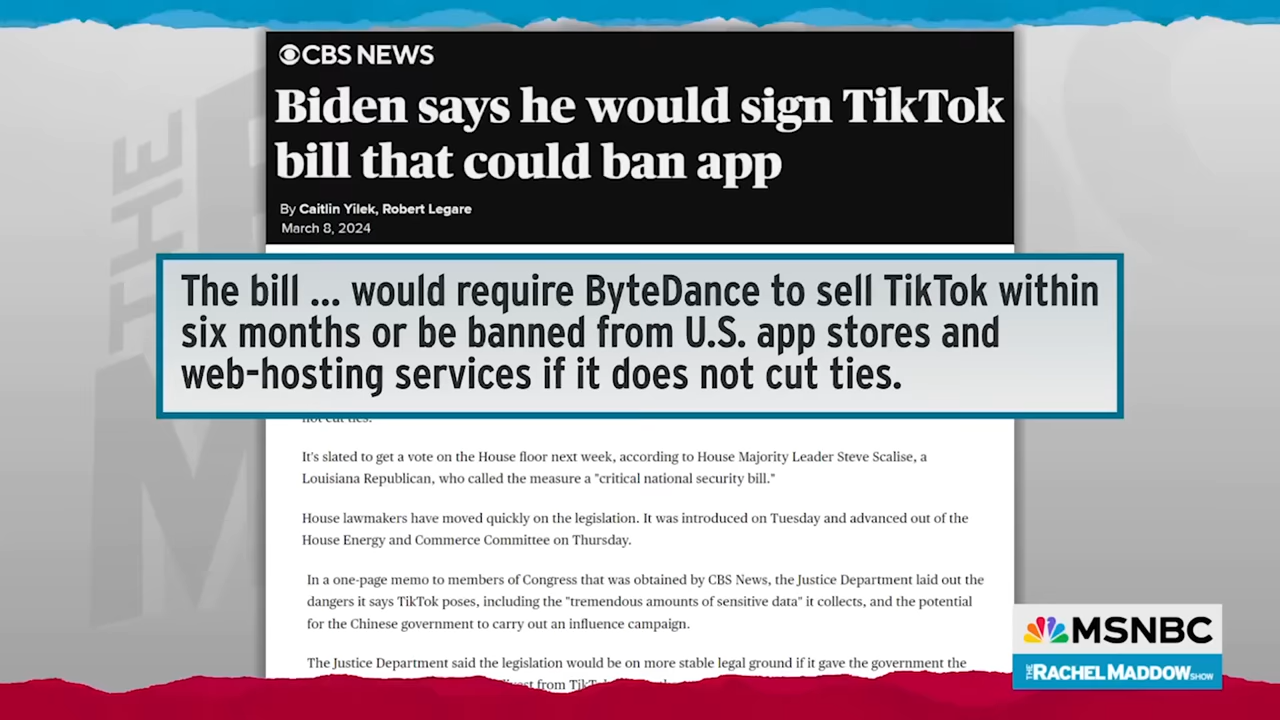 CBS NEWS
Biden says he would sign TikTok
bill that could ban app
By Caitlin Yilek, Robert Legare
March 8, 2024
The bill ... would require ByteDance to sell TikTok within
six months or be banned from U.S. app stores and
web-hosting services if it does not cut ties.
not cut ties.
It's slated to get a vote on the House floor next week, according to House Majority Leader Steve Scalise, a
Louisiana Republican, who called the measure a "critical national security bill."
House lawmakers have moved quickly on the legislation. It was introduced on Tuesday and advanced out of the
House Energy and Commerce Committee on Thursday.
In a one-page memo to members of Congress that was obtained by CBS News, the Justice Department laid out the
dangers it says TikTok poses, including the "tremendous amounts of sensitive data" it collects, and the potential
for the Chinese government to carry out an influence campaign.
The Justice Department said the legislation would be on more stable legal ground if it gave the government the
from
THE
M
MSNBC
THE RACHEL MADDOW SHOW